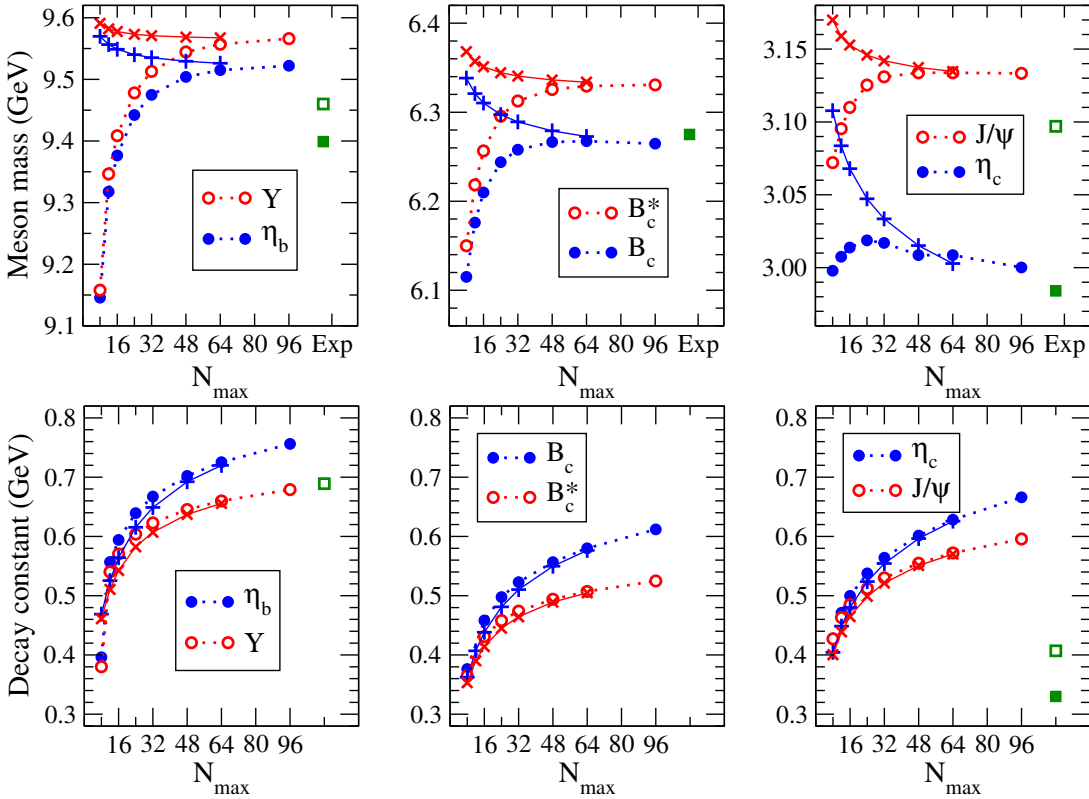 Meson mass (GeV)
9.6
9.5
9.4
9.3
9.2
9.1
Υ
η_b
16 32 48 64 80 96 Exp
N_max
6.4
6.3
6.2
6.1
B_c^*
B_c
16 32 48 64 80 96 Exp
N_max
3.15
3.10
3.05
3.00
J/ψ
η_c
16 32 48 64 80 96 Exp
N_max
Decay constant (GeV)
0.8
0.7
0.6
0.5
0.4
0.3
η_b
Υ
16 32 48 64 80 96
N_max
0.8
0.7
0.6
0.5
0.4
0.3
B_c
B_c^*
16 32 48 64 80 96
N_max
0.8
0.7
0.6
0.5
0.4
0.3
η_c
J/ψ
16 32 48 64 80 96
N_max